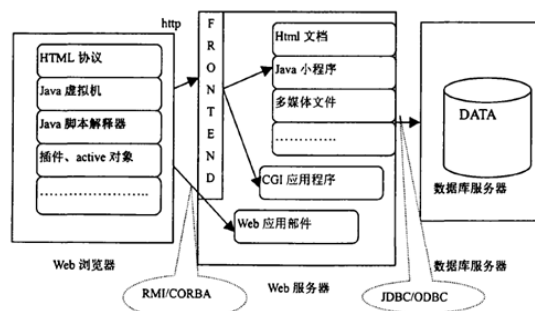 http
HTML 协议
Java 虚拟机
Java 脚本解释器
插件、active 对象
........................
Web 浏览器
FRONTEND
Html 文档
Java 小程序
多媒体文件
............
CGI 应用程序
Web 应用部件
Web 服务器
RMI/CORBA
DATA
数据库服务器
数据库服务器
JDBC/ODBC